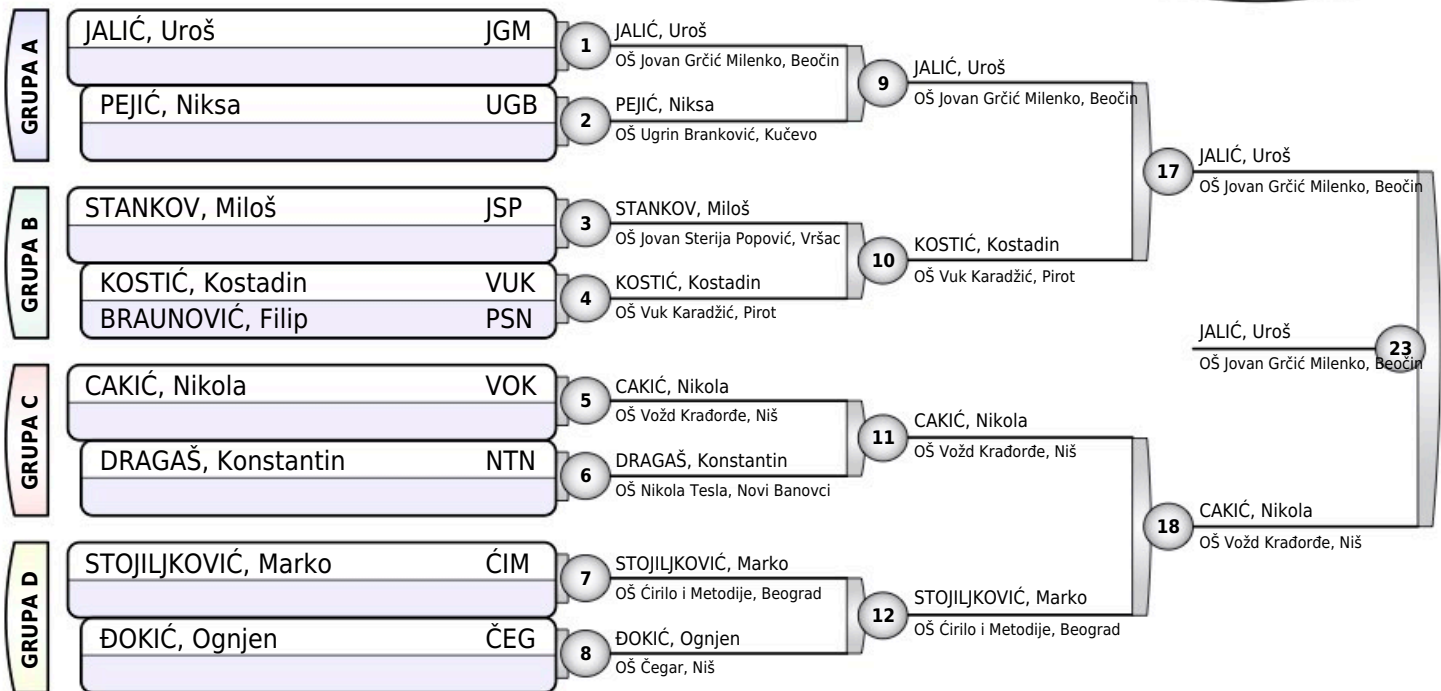 GRUPA A
JALIĆ, Uroš JGM
PEJIĆ, Niksa UGB
GRUPA B
STANKOV, Miloš JSP
KOSTIĆ, Kostadin VUK
BRAUNOVIĆ, Filip PSN
GRUPA C
CAKIĆ, Nikola VOK
DRAGAŠ, Konstantin NTN
GRUPA D
STOJILJKOVIĆ, Marko ĆIM
ĐOKIĆ, Ognjen ČEG
1
JALIĆ, Uroš
OŠ Jovan Grčić Milenko, Beočin
2
PEJIĆ, Niksa
OŠ Ugrin Branković, Kučevo
3
STANKOV, Miloš
OŠ Jovan Sterija Popović, Vršac
4
KOSTIĆ, Kostadin
OŠ Vuk Karadžić, Pirot
5
CAKIĆ, Nikola
OŠ Vožd Krađorđe, Niš
6
DRAGAŠ, Konstantin
OŠ Nikola Tesla, Novi Banovci
7
STOJILJKOVIĆ, Marko
OŠ Ćirilo i Metodije, Beograd
8
ĐOKIĆ, Ognjen
OŠ Čegar, Niš
9
JALIĆ, Uroš
OŠ Jovan Grčić Milenko, Beočin
10
KOSTIĆ, Kostadin
OŠ Vuk Karadžić, Pirot
11
CAKIĆ, Nikola
OŠ Vožd Krađorđe, Niš
12
STOJILJKOVIĆ, Marko
OŠ Ćirilo i Metodije, Beograd
17
JALIĆ, Uroš
OŠ Jovan Grčić Milenko, Beočin
18
CAKIĆ, Nikola
OŠ Vožd Krađorđe, Niš
23
JALIĆ, Uroš
OŠ Jovan Grčić Milenko, Beočin